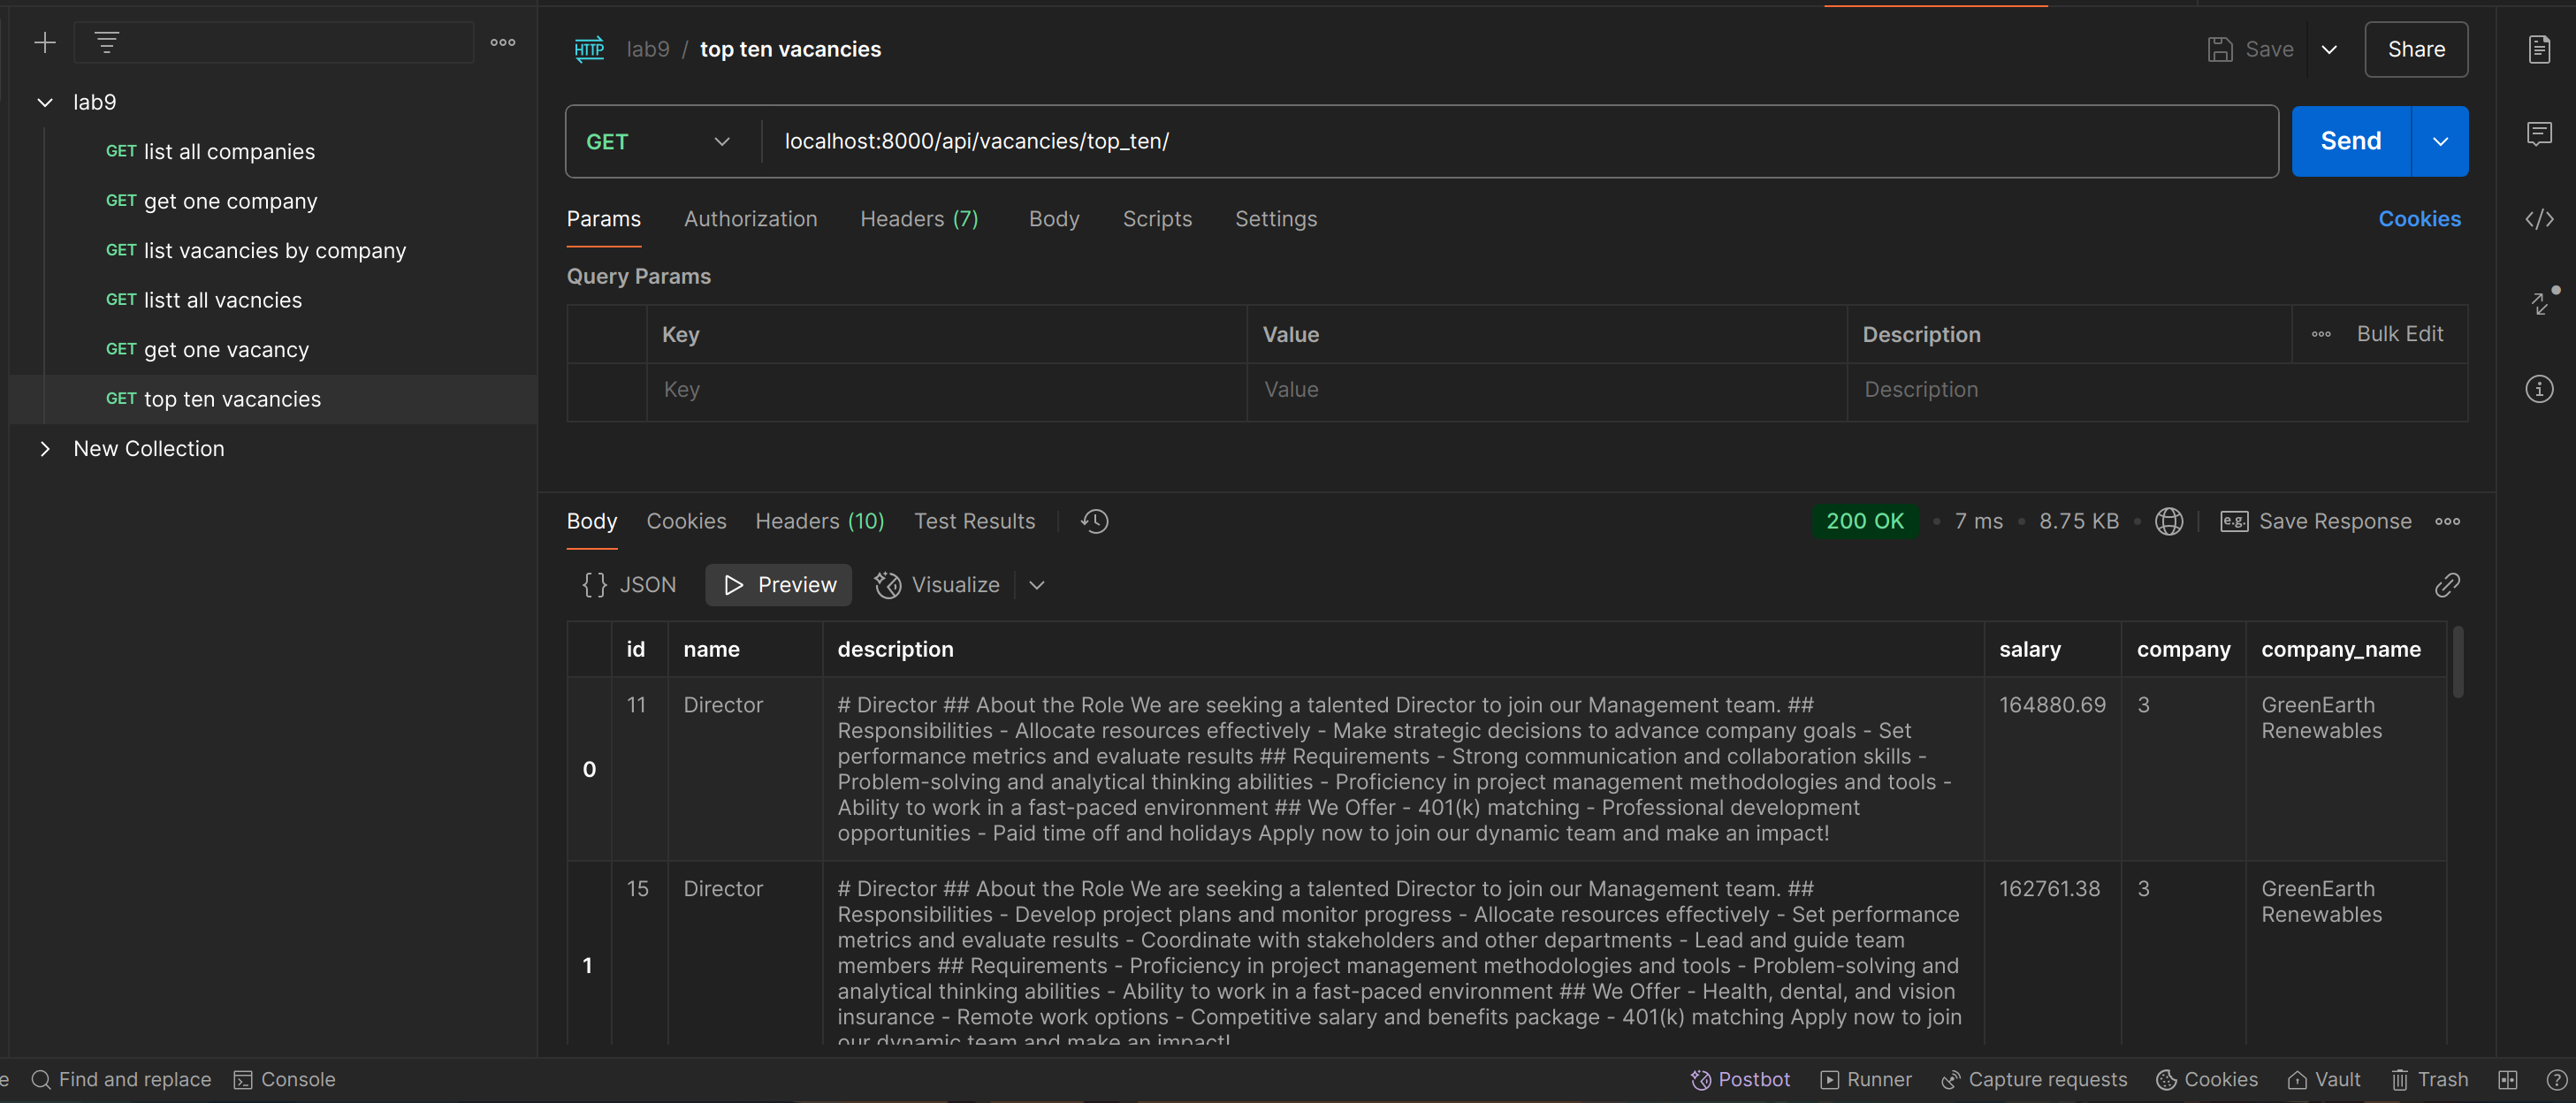 lab9
GET list all companies
GET get one company
GET list vacancies by company
GET listt all vacncies
GET get one vacancy
GET top ten vacancies
New Collection
HTTP lab9 / top ten vacancies
Save
Share
GET localhost:8000/api/vacancies/top_ten/
Send
Params Authorization Headers (7) Body Scripts Settings
Cookies
Query Params
Key Value Description Bulk Edit
Key Value Description
Body Cookies Headers (10) Test Results
200 OK • 7 ms • 8.75 KB • e.g. Save Response
{} JSON Preview Visualize
id name description salary company company_name
0
11 Director
# Director ## About the Role We are seeking a talented Director to join our Management team. ##
Responsibilities - Allocate resources effectively - Make strategic decisions to advance company goals - Set
performance metrics and evaluate results ## Requirements - Strong communication and collaboration skills -
Problem-solving and analytical thinking abilities - Proficiency in project management methodologies and tools -
Ability to work in a fast-paced environment ## We Offer - 401(k) matching - Professional development
opportunities - Paid time off and holidays Apply now to join our dynamic team and make an impact!
164880.69 3 GreenEarth
Renewables
1
15 Director
# Director ## About the Role We are seeking a talented Director to join our Management team. ##
Responsibilities - Develop project plans and monitor progress - Allocate resources effectively - Set performance
metrics and evaluate results - Coordinate with stakeholders and other departments - Lead and guide team
members ## Requirements - Proficiency in project management methodologies and tools - Problem-solving and
analytical thinking abilities - Ability to work in a fast-paced environment ## We Offer - Health, dental, and vision
insurance - Remote work options - Competitive salary and benefits package - 401(k) matching Apply now to join
our dynamic team and make an impact!
162761.38 3 GreenEarth
Renewables
e Find and replace Console
Postbot Runner Capture requests Cookies Vault Trash